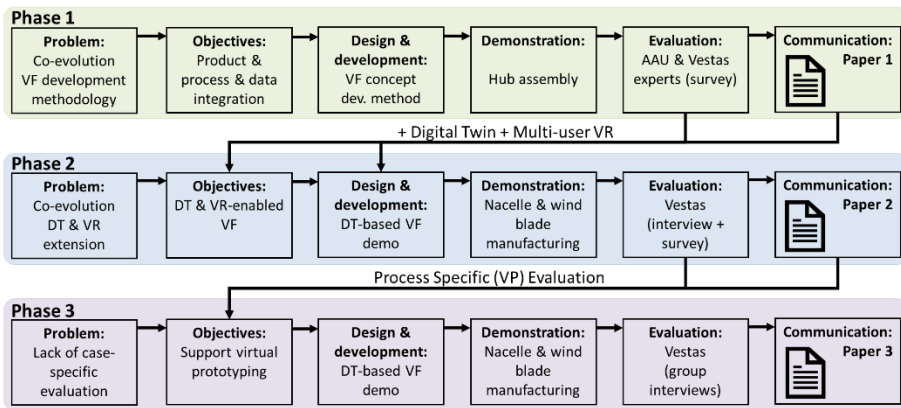 Phase 1
Problem:
Co-evolution
VF development
methodology
Objectives:
Product &
process & data
integration
Design &
development:
VF concept
dev. method
Demonstration:
Hub assembly
Evaluation:
AAU & Vestas
experts (survey)
Communication:
Paper 1
+ Digital Twin + Multi-user VR
Phase 2
Problem:
Co-evolution
DT & VR
extension
Objectives:
DT & VR-enabled
VF
Design &
development:
DT-based VF
demo
Demonstration:
Nacelle & wind
blade
manufacturing
Evaluation:
Vestas
(interview +
survey)
Communication:
Paper 2
Process Specific (VP) Evaluation
Phase 3
Problem:
Lack of case-
specific
evaluation
Objectives:
Support virtual
prototyping
Design &
development:
DT-based VF
demo
Demonstration:
Nacelle & wind
blade
manufacturing
Evaluation:
Vestas
(group
interviews)
Communication:
Paper 3